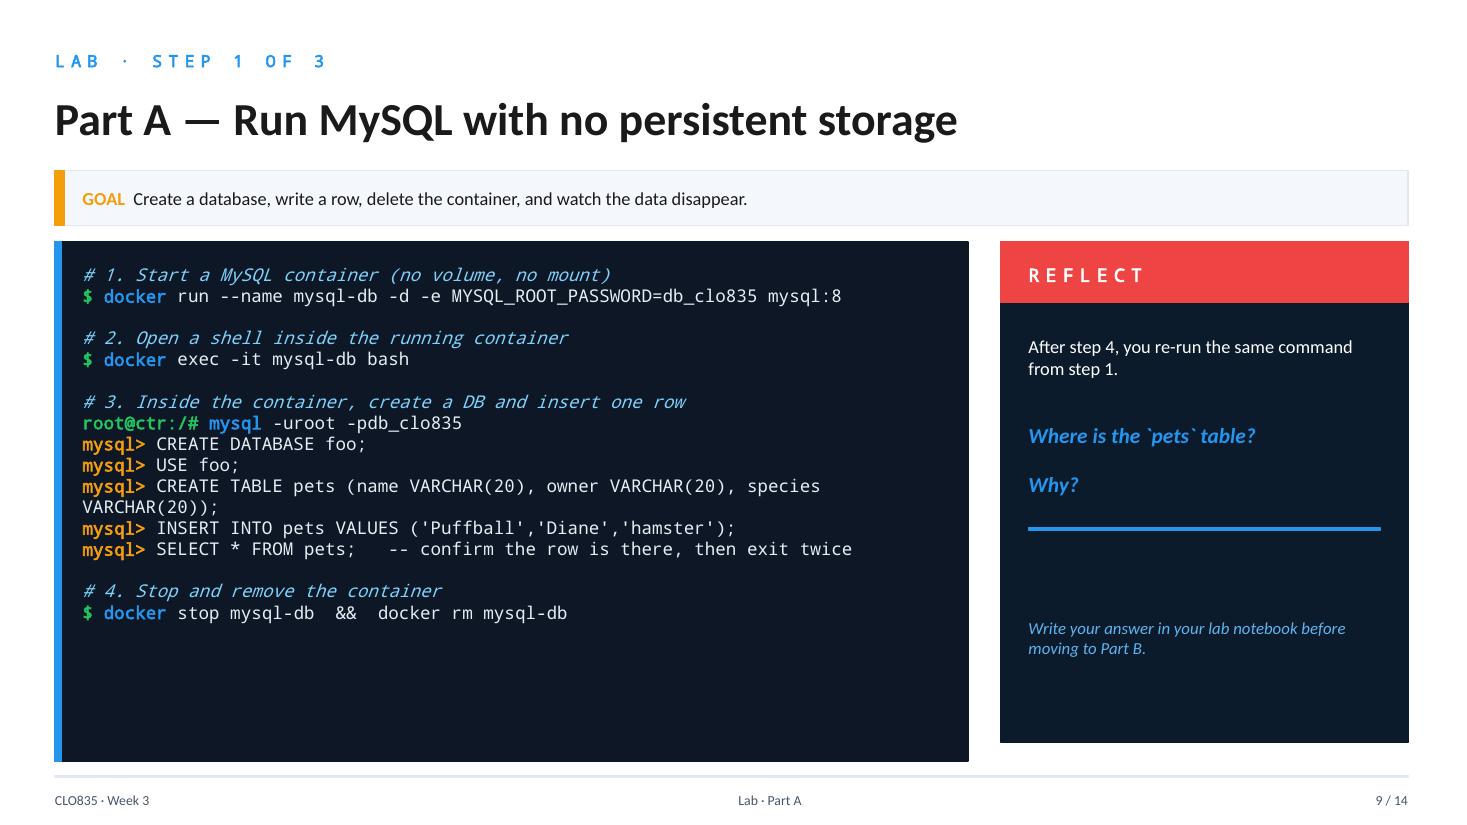 LAB · STEP 1 OF 3
Part A — Run MySQL with no persistent storage
GOAL Create a database, write a row, delete the container, and watch the data disappear.
# 1. Start a MySQL container (no volume, no mount)
$ docker run --name mysql-db -d -e MYSQL_ROOT_PASSWORD=db_clo835 mysql:8
# 2. Open a shell inside the running container
$ docker exec -it mysql-db bash
# 3. Inside the container, create a DB and insert one row
root@ctr:/# mysql -uroot -pdb_clo835
mysql> CREATE DATABASE foo;
mysql> USE foo;
mysql> CREATE TABLE pets (name VARCHAR(20), owner VARCHAR(20), species
VARCHAR(20));
mysql> INSERT INTO pets VALUES ('Puffball','Diane','hamster');
mysql> SELECT * FROM pets;   -- confirm the row is there, then exit twice
# 4. Stop and remove the container
$ docker stop mysql-db  &&  docker rm mysql-db
REFLECT
After step 4, you re-run the same command
from step 1.
Where is the `pets` table?
Why?
Write your answer in your lab notebook before
moving to Part B.
CLO835 · Week 3
Lab · Part A
9 / 14